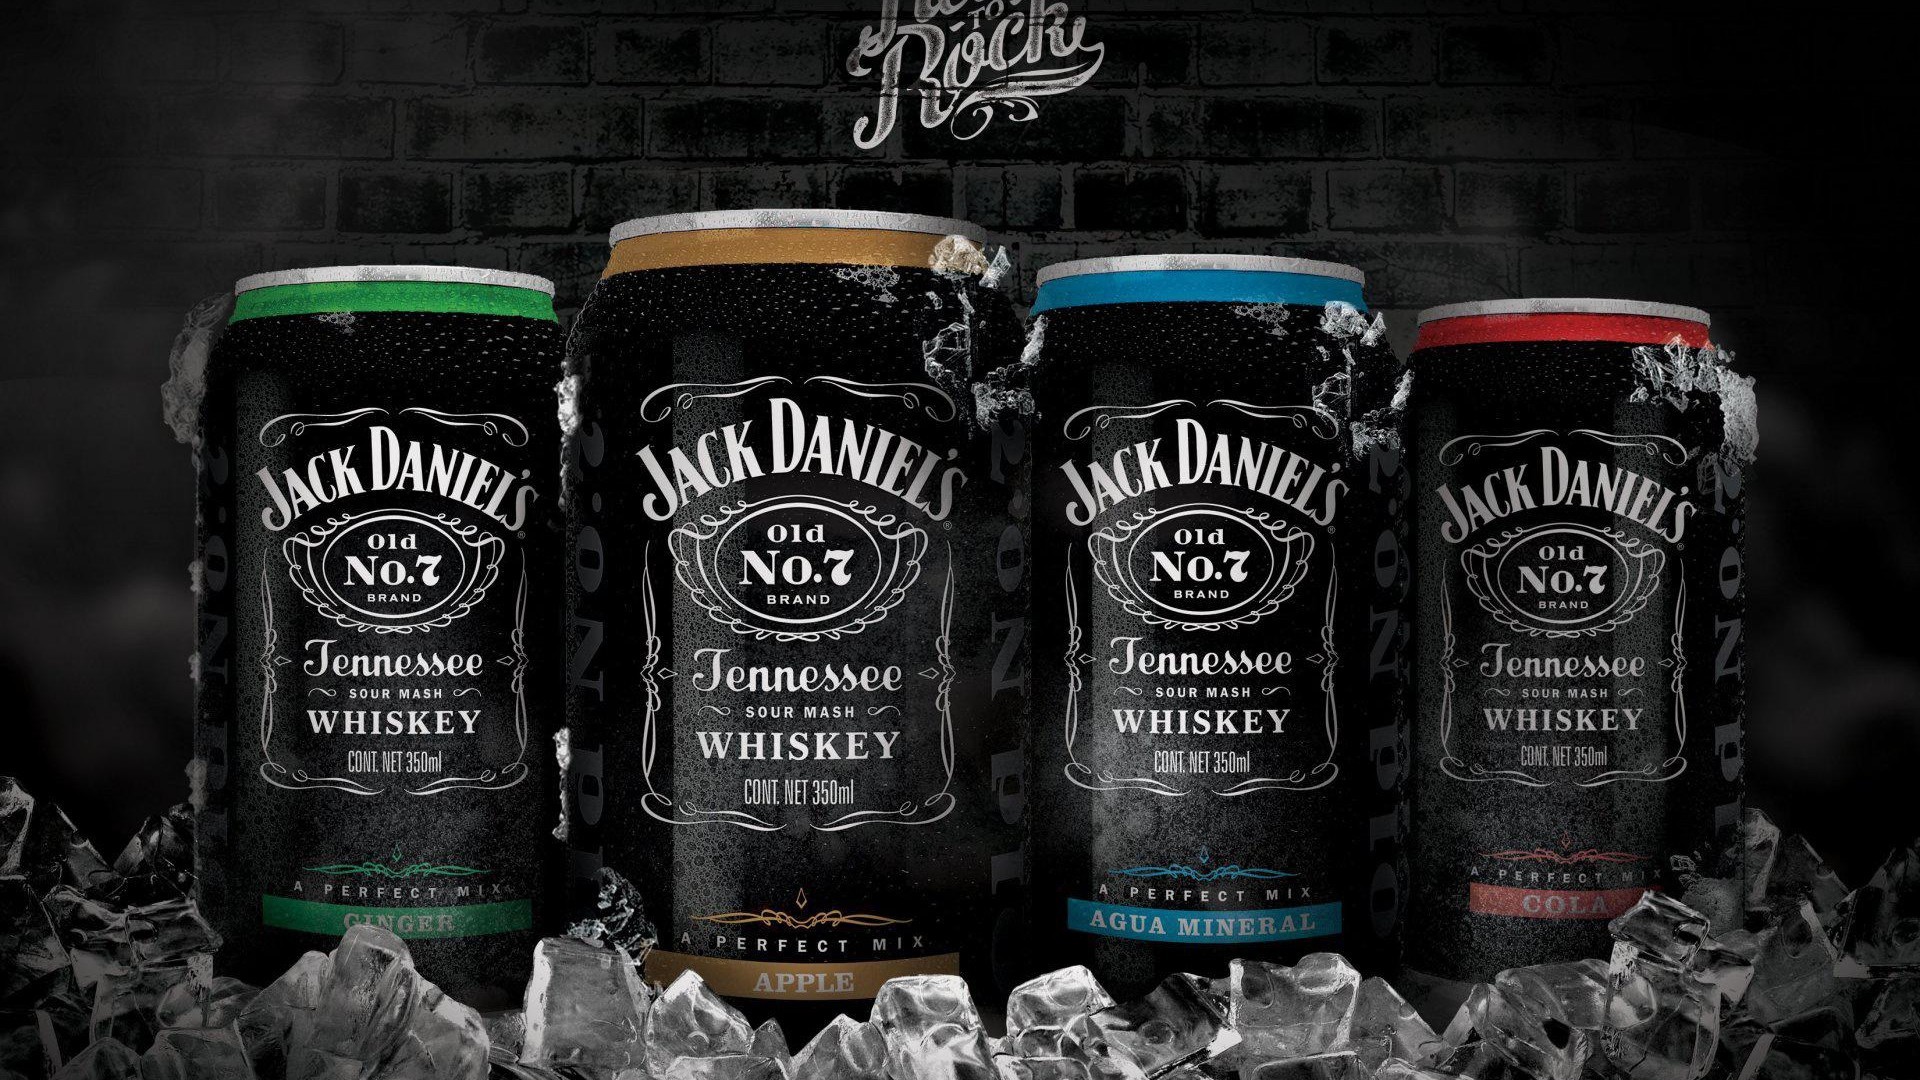 TO
Rock
JACK DANIEL'S
Old
No.7
BRAND
Tennessee
SOUR MASH
WHISKEY
CONT. NET 350ml
A PERFECT MIX
GINGER
JACK DANIEL'S
Old
No.7
BRAND
Tennessee
SOUR MASH
WHISKEY
CONT. NET 350ml
A PERFECT MIX
APPLE
JACK DANIEL'S
Old
No.7
BRAND
Tennessee
SOUR MASH
WHISKEY
CONT. NET 350ml
A PERFECT MIX
AGUA MINERAL
JACK DANIEL'S
Old
No.7
BRAND
Tennessee
SOUR MASH
WHISKEY
CONT. NET 350ml
A PERFECT MIX
COLA